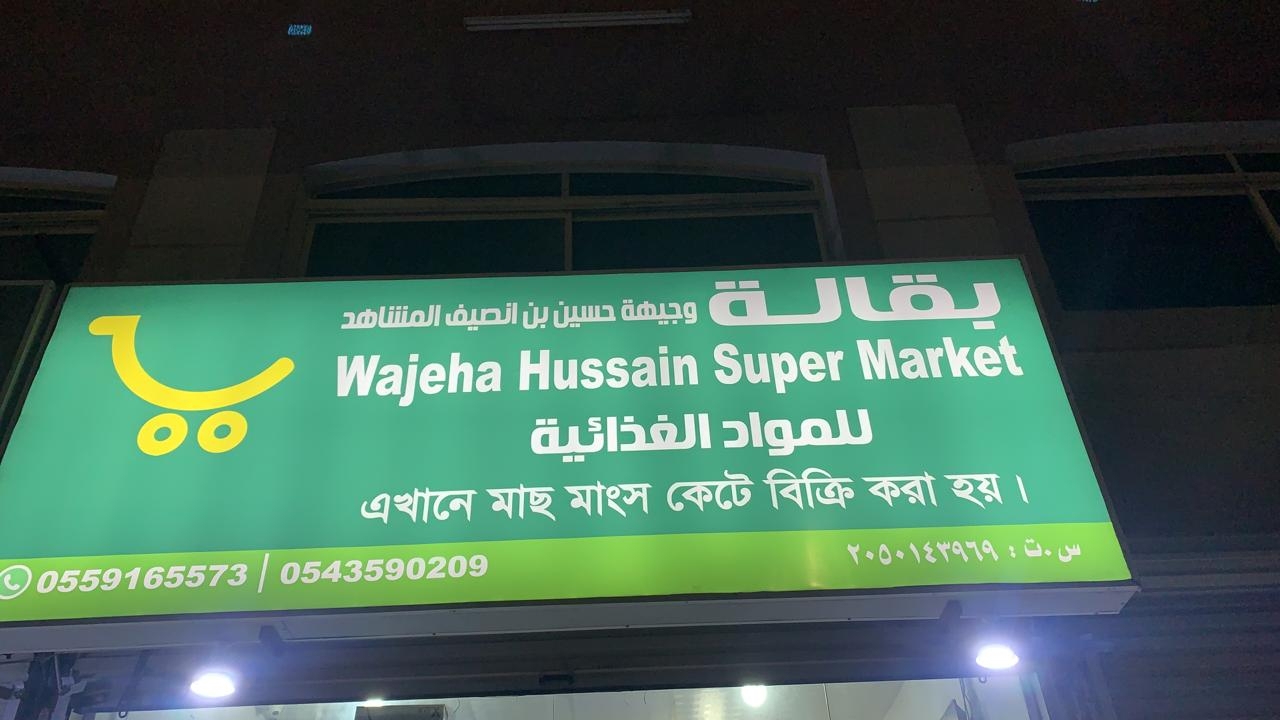 بقالة وجيهة حسين بن انصيف المشاهد
Wajeha Hussain Super Market
للمواد الغذائية
এখানে মাছ মাংস কেটে বিক্রি করা হয়।
0559165573 | 0543590209
س.ت : ٢٠٥٠١٤٣٩٦٩